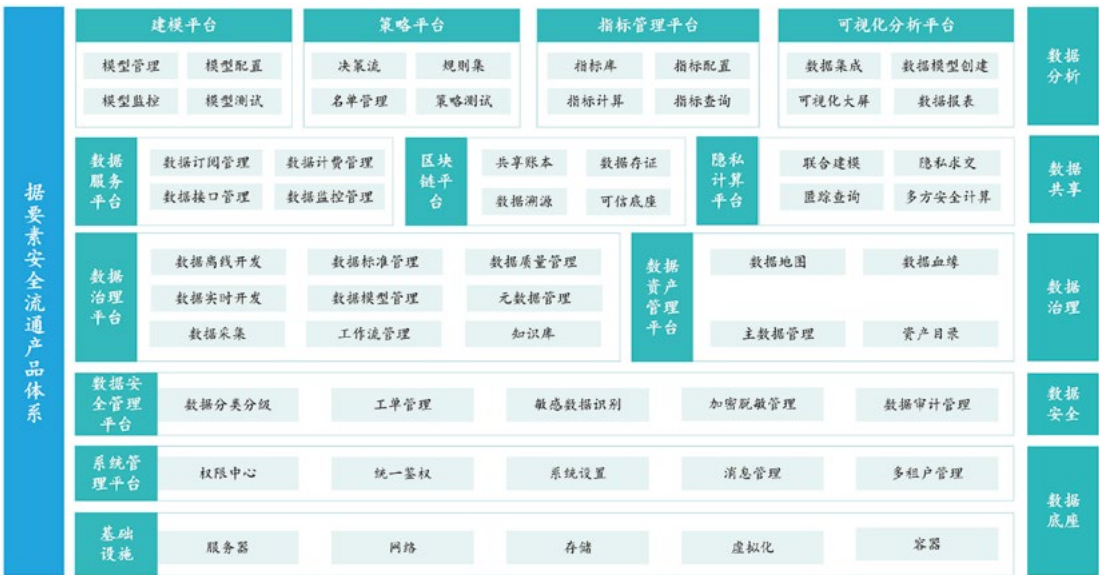 据要素安全流通产品体系
建模平台
模型管理
模型配置
模型监控
模型测试
策略平台
决策流
规则集
名单管理
策略测试
指标管理平台
指标库
指标配置
指标计算
指标查询
可视化分析平台
数据集成
数据模型创建
可视化大屏
数据报表
数据
分析
数据
服务
平台
数据订阅管理
数据计费管理
数据接口管理
数据监控管理
区块
链平
台
共享账本
数据存证
数据溯源
可信底座
隐私
计算
平台
联合建模
隐私求交
匿踪查询
多方安全计算
数据
共享
数据
治理
平台
数据离线开发
数据标准管理
数据质量管理
数据实时开发
数据模型管理
元数据管理
数据采集
工作流管理
知识库
数据
资产
管理
平台
数据地图
数据血缘
主数据管理
资产目录
数据
治理
数据安
全管理
平台
数据分类分级
工单管理
敏感数据识别
加密脱敏管理
数据审计管理
数据
安全
系统管
理平台
权限中心
统一鉴权
系统设置
消息管理
多租户管理
基础
设施
服务器
网络
存储
虚拟化
容器
数据
底座